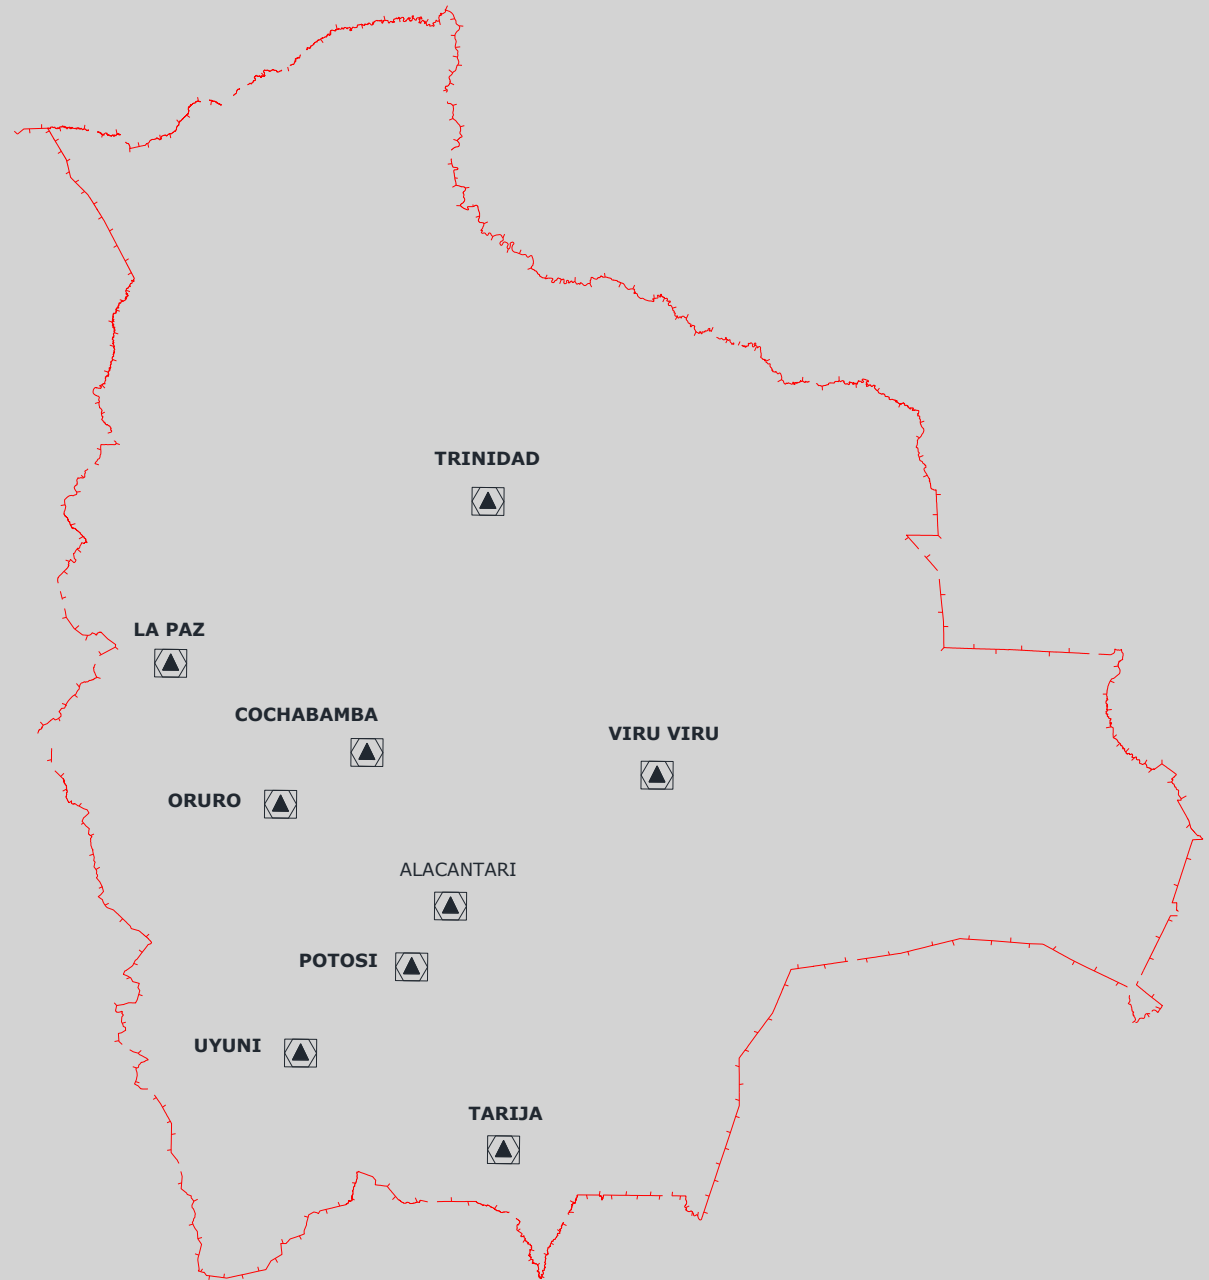 TRINIDAD
LA PAZ
COCHABAMBA
VIRU VIRU
ORURO
ALACANTARI
POTOSI
UYUNI
TARIJA